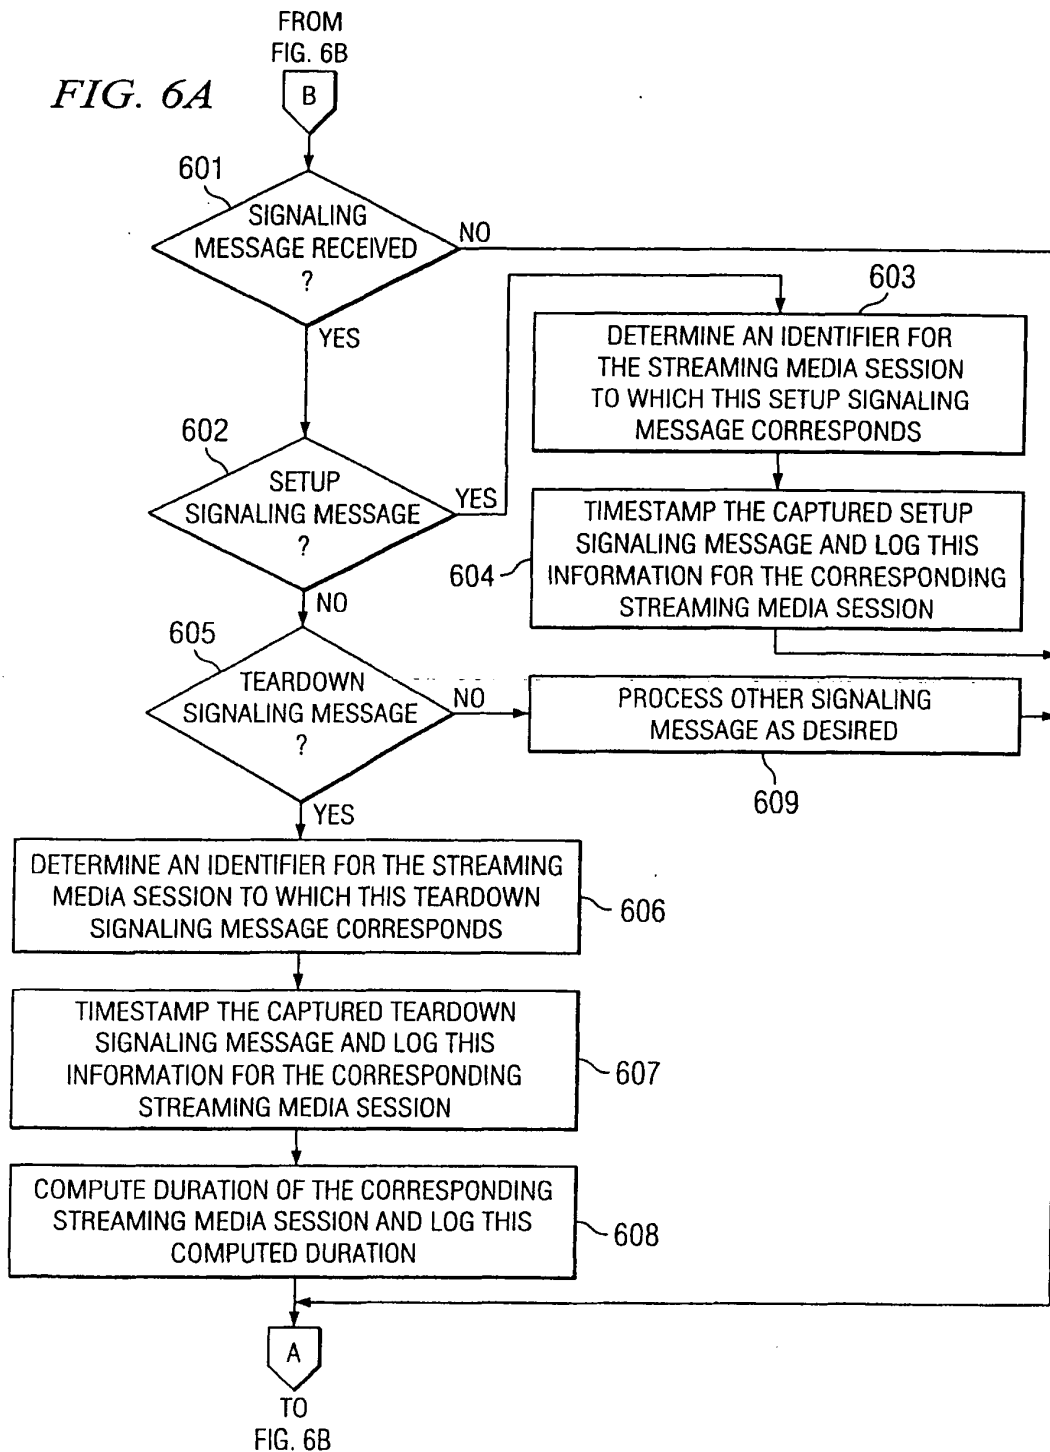 FROM
FIG. 6B
FIG. 6A
B
601
SIGNALING
MESSAGE RECEIVED
?
NO
YES
603
DETERMINE AN IDENTIFIER FOR
THE STREAMING MEDIA SESSION
TO WHICH THIS SETUP SIGNALING
MESSAGE CORRESPONDS
602
SETUP
SIGNALING MESSAGE
?
YES
NO
604
TIMESTAMP THE CAPTURED SETUP
SIGNALING MESSAGE AND LOG THIS
INFORMATION FOR THE CORRESPONDING
STREAMING MEDIA SESSION
605
TEARDOWN
SIGNALING MESSAGE
?
NO
YES
PROCESS OTHER SIGNALING
MESSAGE AS DESIRED
609
DETERMINE AN IDENTIFIER FOR THE STREAMING
MEDIA SESSION TO WHICH THIS TEARDOWN
SIGNALING MESSAGE CORRESPONDS
606
TIMESTAMP THE CAPTURED TEARDOWN
SIGNALING MESSAGE AND LOG THIS
INFORMATION FOR THE CORRESPONDING
STREAMING MEDIA SESSION
607
COMPUTE DURATION OF THE CORRESPONDING
STREAMING MEDIA SESSION AND LOG THIS
COMPUTED DURATION
608
A
TO
FIG. 6B